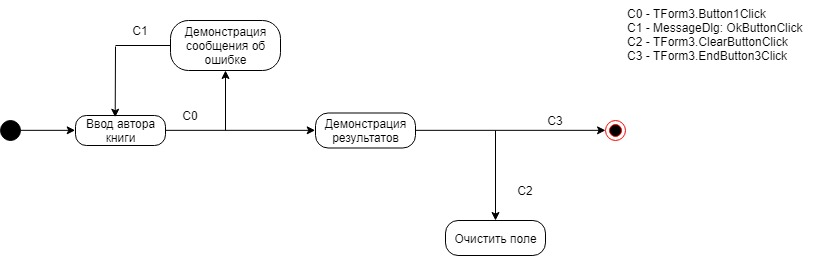 C0 - TForm3.Button1Click
C1 - MessageDlg: OkButtonClick
C2 - TForm3.ClearButtonClick
C3 - TForm3.EndButton3Click
C1
Демонстрация
сообщения об
ошибке
Ввод автора
книги
C0
Демонстрация
результатов
C3
C2
Очистить поле